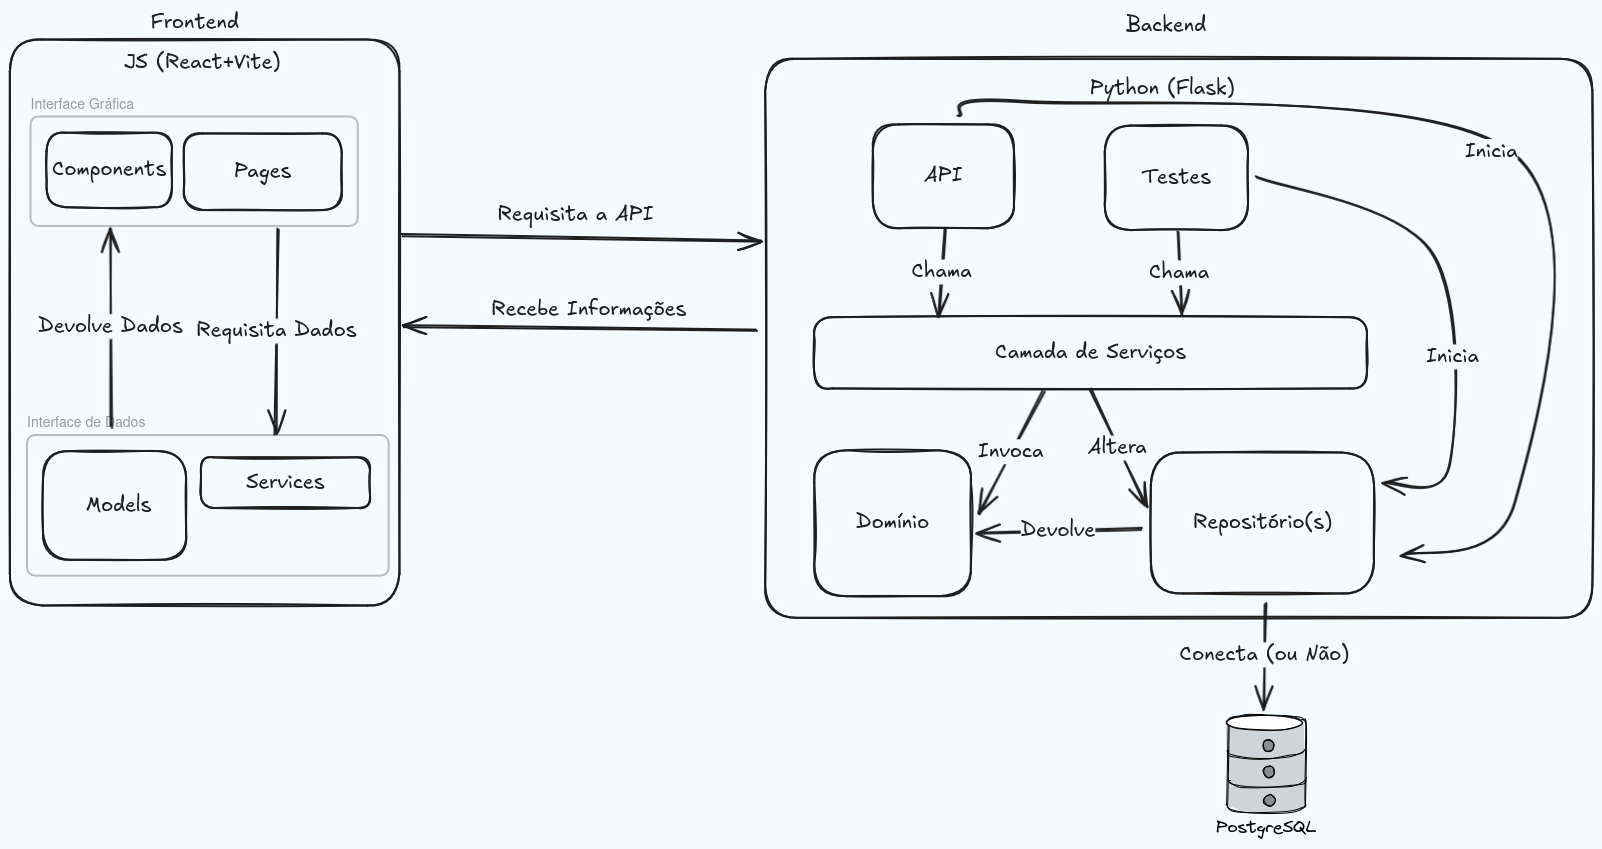 Frontend
JS (React+Vite)
Interface Gráfica
Components
Pages
Devolve Dados
Requisita Dados
Interface de Dados
Models
Services
Requisita a API
Recebe Informações
Backend
Python (Flask)
API
Testes
Inicia
Chama
Chama
Camada de Serviços
Inicia
Invoca
Altera
Domínio
Devolve
Repositório(s)
Conecta (ou Não)
PostgreSQL